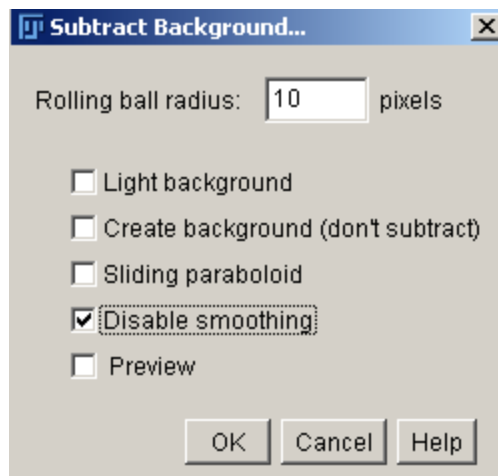 Subtract Background...
Rolling ball radius: 10 pixels
Light background
Create background (don't subtract)
Sliding paraboloid
Disable smoothing
Preview
OK Cancel Help